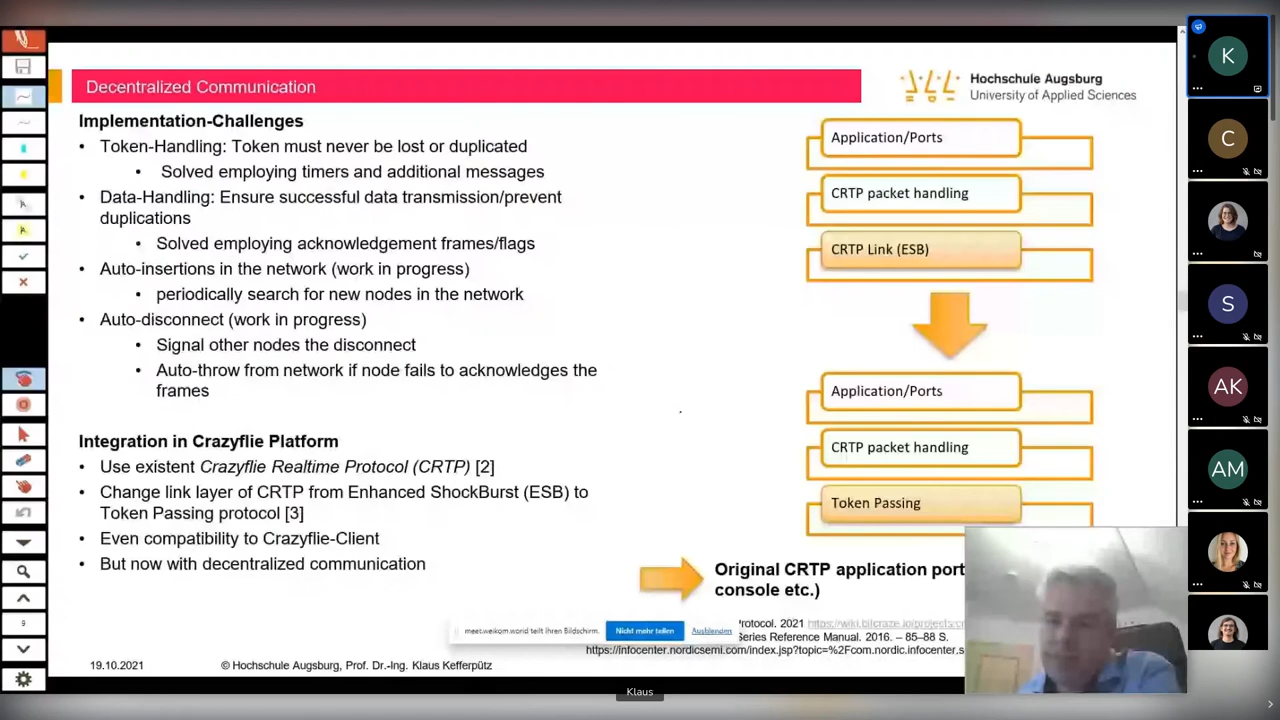 Decentralized Communication
Hochschule Augsburg
University of Applied Sciences
Implementation-Challenges
• Token-Handling: Token must never be lost or duplicated
• Solved employing timers and additional messages
• Data-Handling: Ensure successful data transmission/prevent
duplications
• Solved employing acknowledgement frames/flags
• Auto-insertions in the network (work in progress)
• periodically search for new nodes in the network
• Auto-disconnect (work in progress)
• Signal other nodes the disconnect
• Auto-throw from network if node fails to acknowledges the
frames
Integration in Crazyflie Platform
• Use existent Crazyflie Realtime Protocol (CRTP) [2]
• Change link layer of CRTP from Enhanced ShockBurst (ESB) to
Token Passing protocol [3]
• Even compatibility to Crazyflie-Client
• But now with decentralized communication
Application/Ports
CRTP packet handling
CRTP Link (ESB)
Application/Ports
CRTP packet handling
Token Passing
Original CRTP application port
console etc.)
rotocol. 2021 https://wiki.bitcraze.io/projects:c
Series Reference Manual. 2016. – 85–88 S.
https://infocenter.nordicsemi.com/index.jsp?topic=%2Fcom.nordic.infocenter.s
meet.weikom.world teilt Ihren Bildschirm.
Nicht mehr teilen
Ausblenden
19.10.2021
© Hochschule Augsburg, Prof. Dr.-Ing. Klaus Kefferpütz
9
Klaus
K
C
S
AK
AM